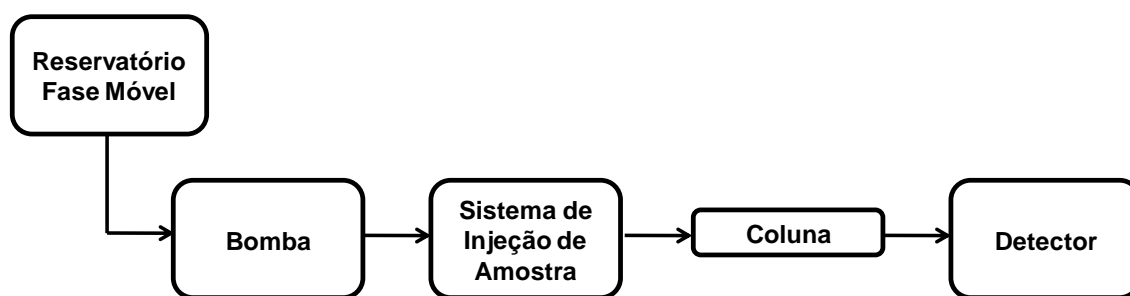 Reservatório
Fase Móvel
Bomba
Sistema de
Injeção de
Amostra
Coluna
Detector